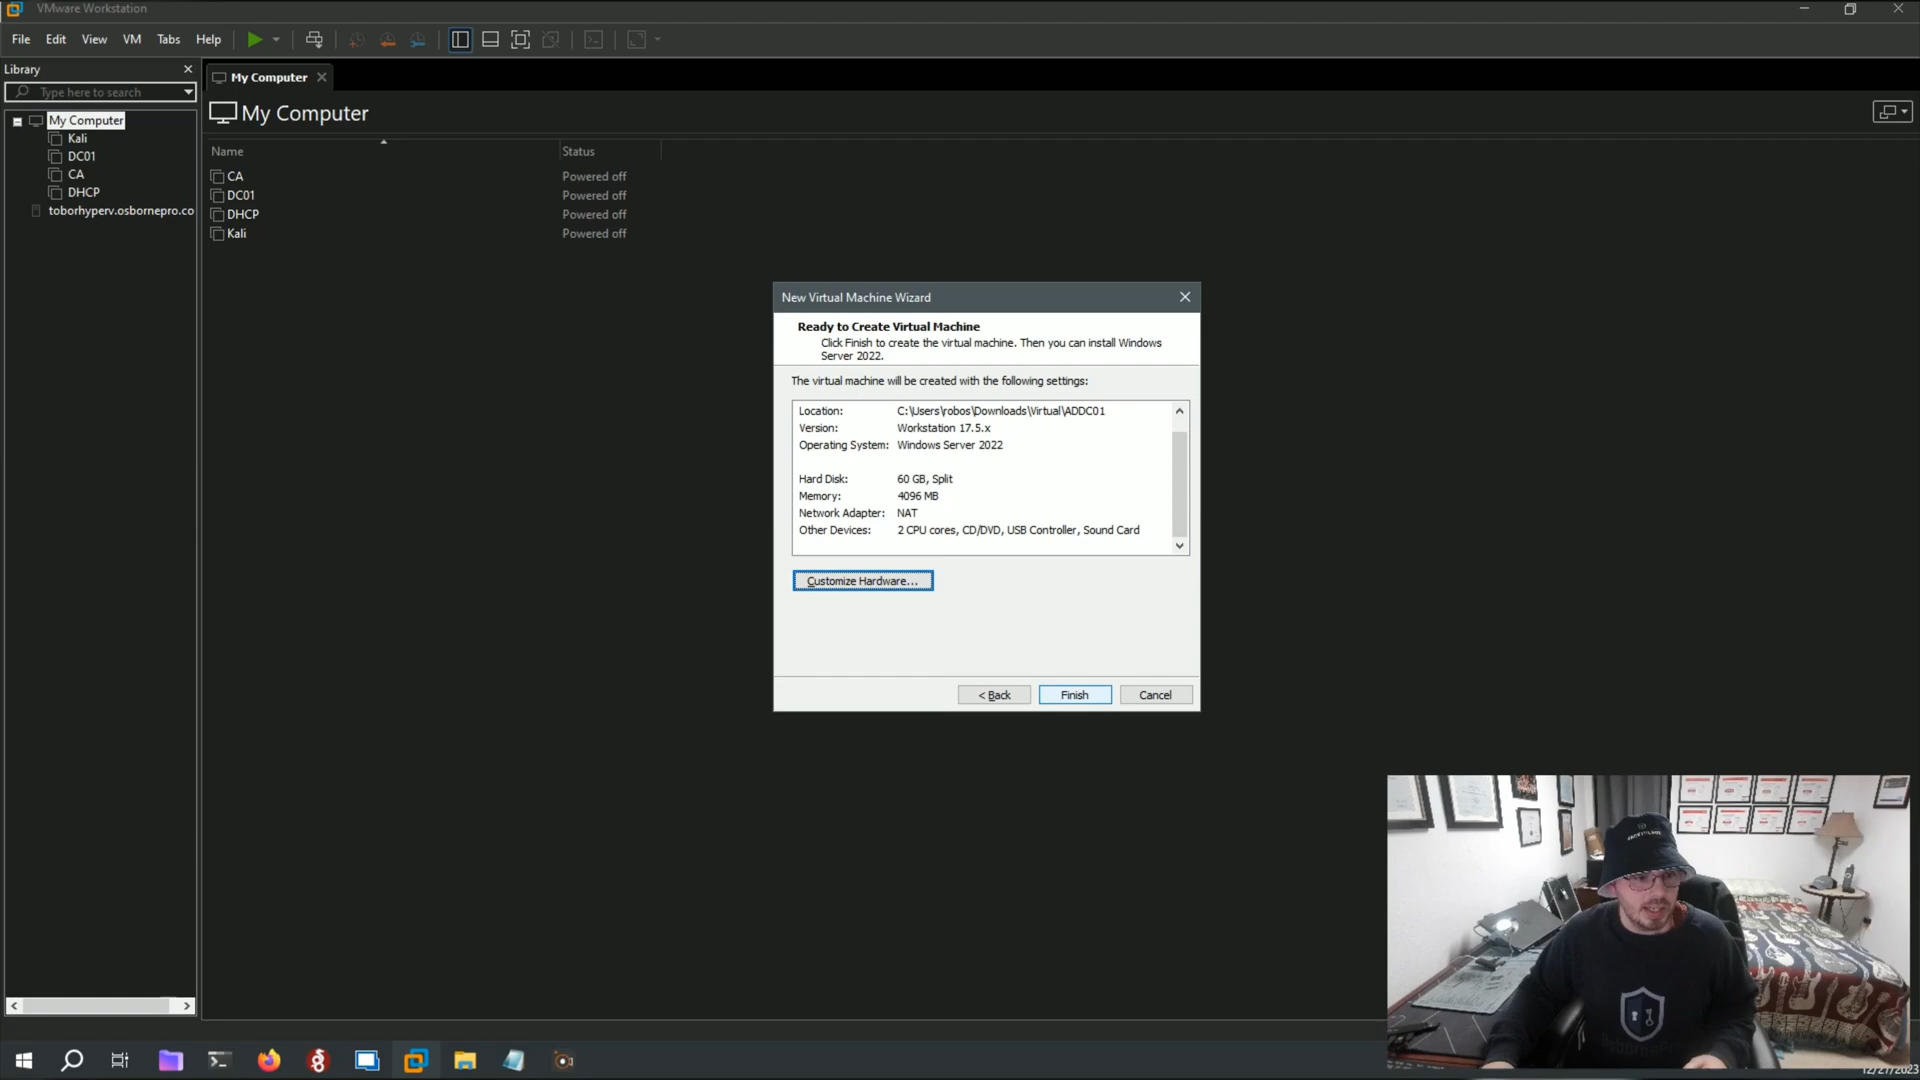 VMware Workstation
File Edit View VM Tabs Help
Library
My Computer
Type here to search
My Computer
My Computer
Kali
DC01
CA
DHCP
toborhyperv.osbornepro.co
Name Status
CA Powered off
DC01 Powered off
DHCP Powered off
Kali Powered off
New Virtual Machine Wizard
Ready to Create Virtual Machine
Click Finish to create the virtual machine. Then you can install Windows
Server 2022.
The virtual machine will be created with the following settings:
Location: C:\Users\robos\Downloads\Virtual\ADDC01
Version: Workstation 17.5.x
Operating System: Windows Server 2022
Hard Disk: 60 GB, Split
Memory: 4096 MB
Network Adapter: NAT
Other Devices: 2 CPU cores, CD/DVD, USB Controller, Sound Card
Customize Hardware...
< Back Finish Cancel
12/27/2023